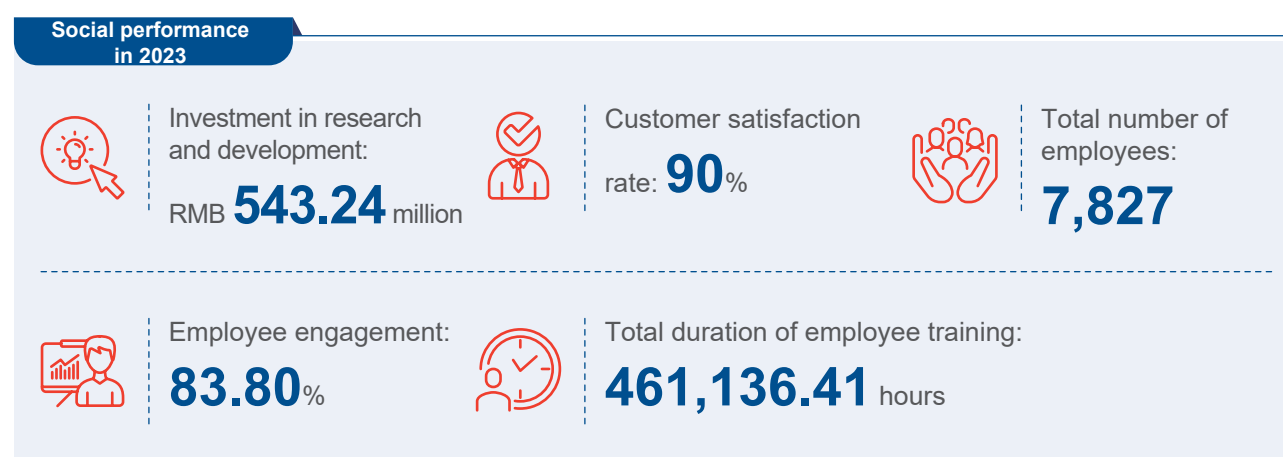 Social performance
in 2023
Investment in research
and development:
RMB 543.24 million
Customer satisfaction
rate: 90%
Total number of
employees:
7,827
Employee engagement:
83.80%
Total duration of employee training:
461,136.41 hours